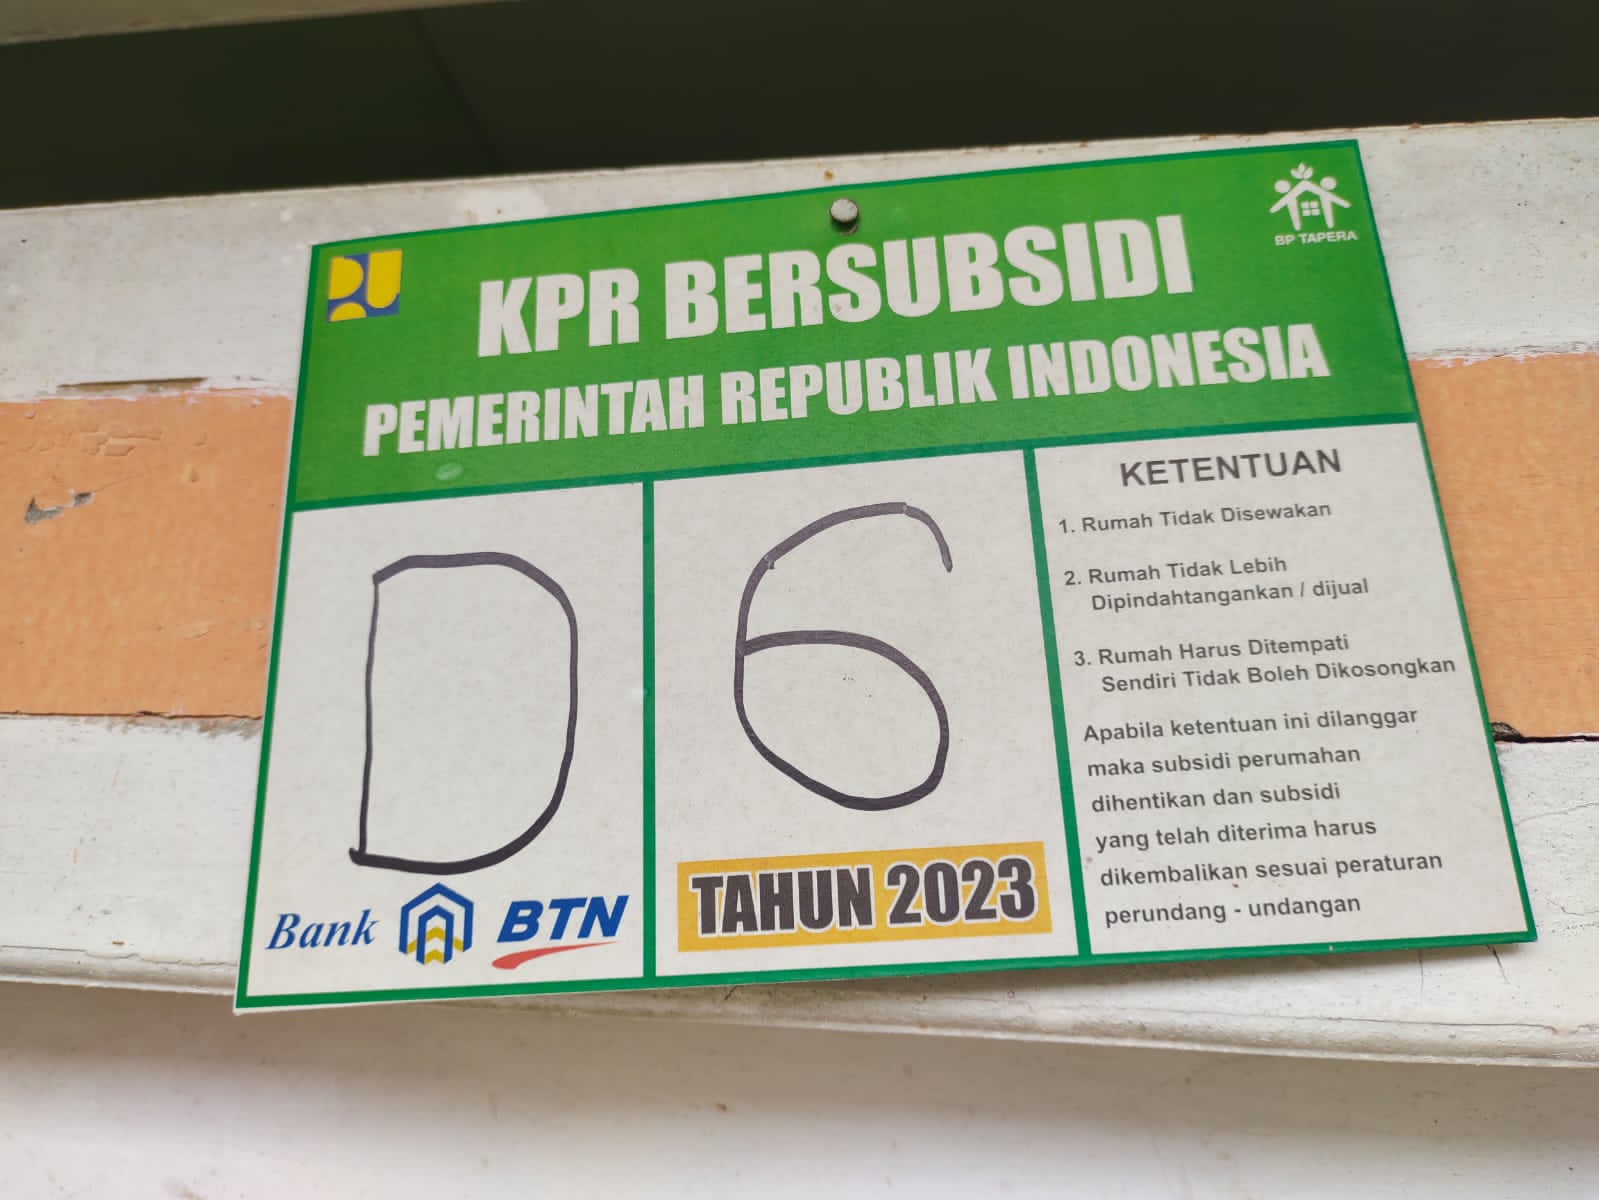 PU
BP TAPERA
KPR BERSUBSIDI
PEMERINTAH REPUBLIK INDONESIA
D
Bank BTN
6
TAHUN 2023
KETENTUAN
1. Rumah Tidak Disewakan
2. Rumah Tidak Lebih
Dipindahtangankan / dijual
3. Rumah Harus Ditempati
Sendiri Tidak Boleh Dikosongkan
Apabila ketentuan ini dilanggar
maka subsidi perumahan
dihentikan dan subsidi
yang telah diterima harus
dikembalikan sesuai peraturan
perundang - undangan